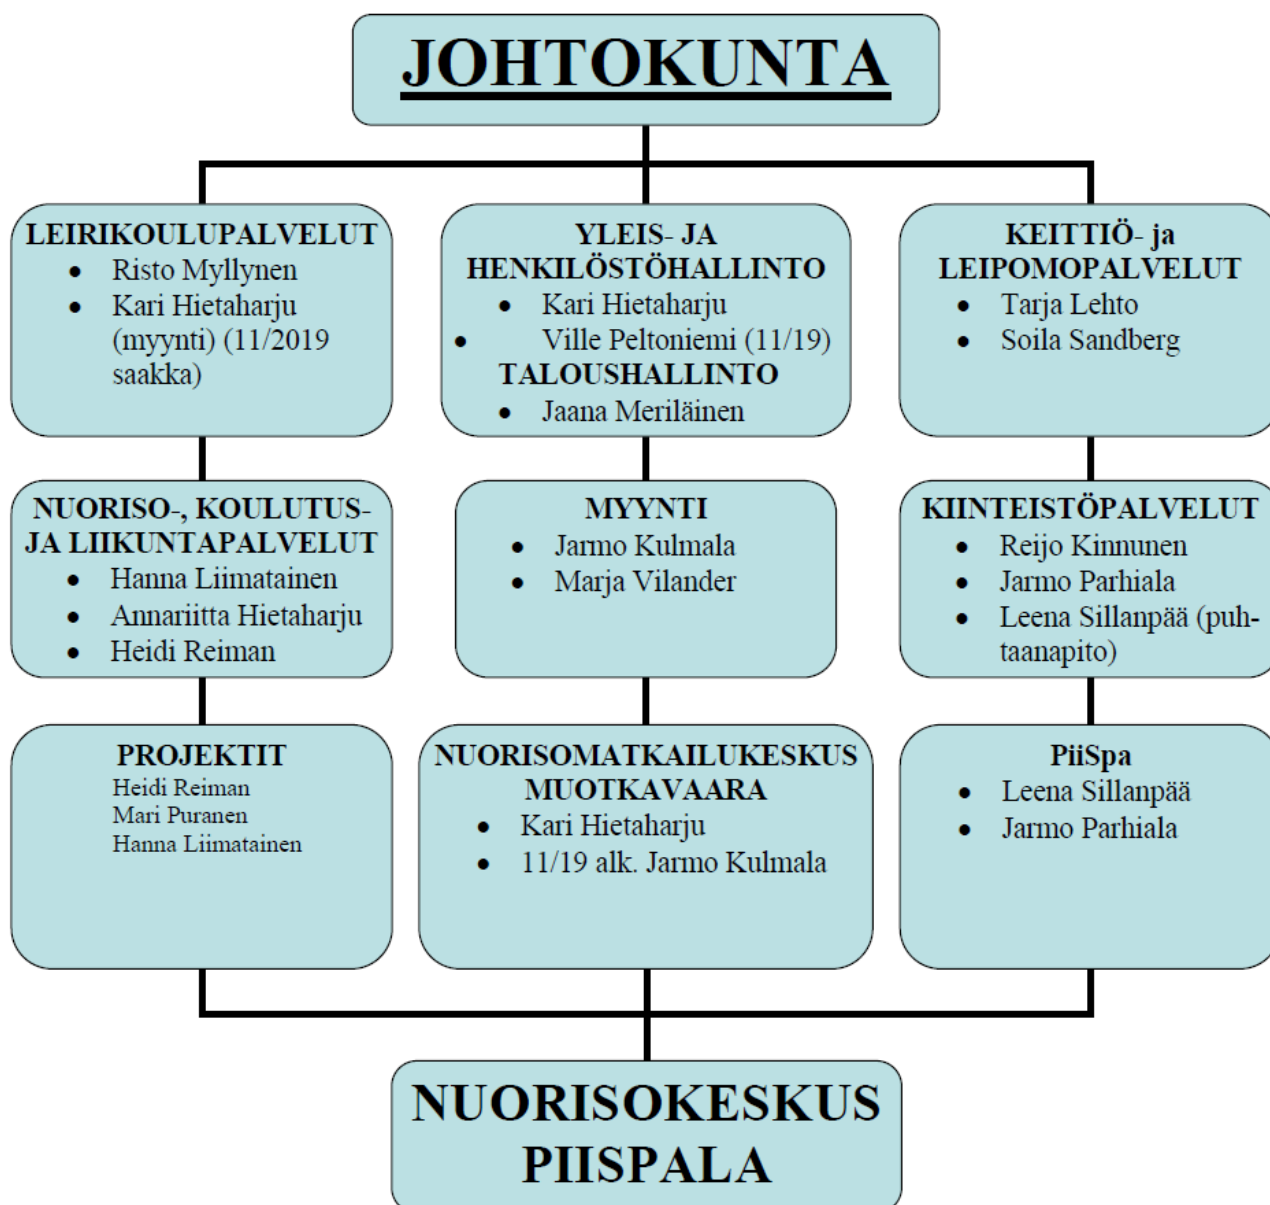 JOHTOKUNTA
LEIRIKOULUPALVELUT
• Risto Myllynen
• Kari Hietaharju
(myynti) (11/2019
saakka)
YLEIS- JA
HENKILÖSTÖHALLINTO
• Kari Hietaharju
• Ville Peltoniemi (11/19)
TALOUSHALLINTO
• Jaana Meriläinen
KEITTIÖ- ja
LEIPOMOPALVELUT
• Tarja Lehto
• Soila Sandberg
NUORISO-, KOULUTUS-
JA LIIKUNTAPALVELUT
• Hanna Liimatainen
• Annariitta Hietaharju
• Heidi Reiman
MYYNTI
• Jarmo Kulmala
• Marja Vilander
KIINTEISTÖPALVELUT
• Reijo Kinnunen
• Jarmo Parhiala
• Leena Sillanpää (puh-
taanapito)
PROJEKTIT
Heidi Reiman
Mari Puranen
Hanna Liimatainen
NUORISOMATKAILUKESKUS
MUOTKAVAARA
• Kari Hietaharju
• 11/19 alk. Jarmo Kulmala
PiiSpa
• Leena Sillanpää
• Jarmo Parhiala
NUORISOKESKUS
PIISPALA